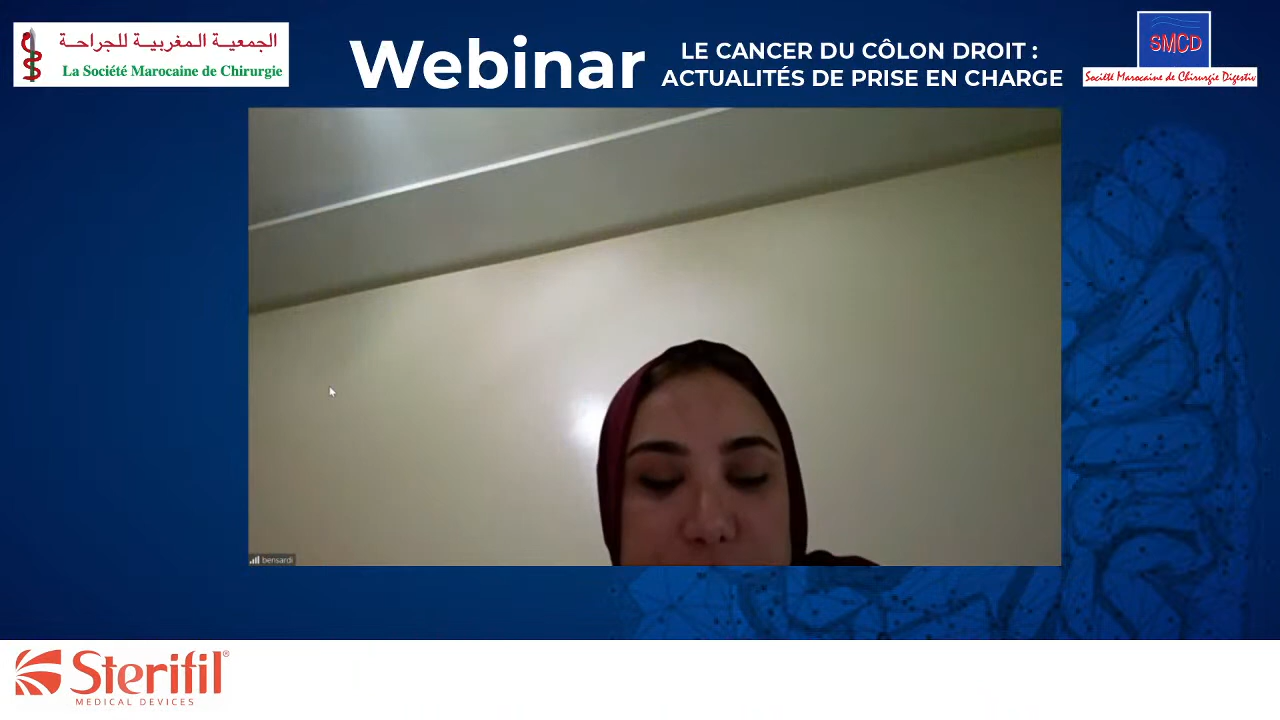 الجمعية المغربية للجراحة
La Société Marocaine de Chirurgie
Webinar
LE CANCER DU CÔLON DROIT :
ACTUALITÉS DE PRISE EN CHARGE
SMCD
Société Marocaine de Chirurgie Digestiv
bensardi
Sterifil®
MEDICAL DEVICES